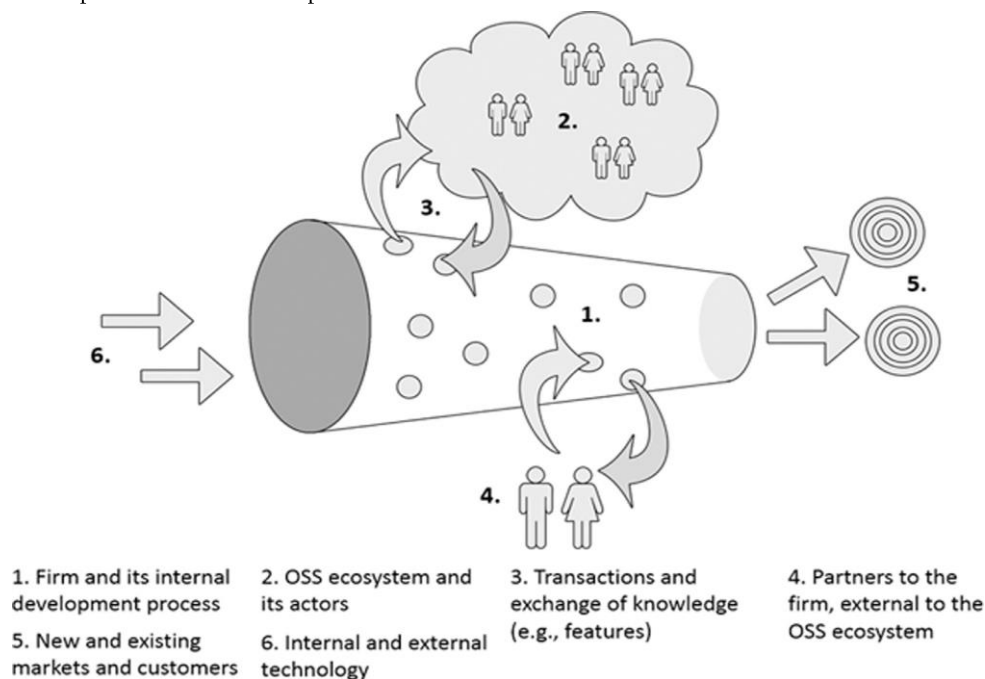 2.
3.
5.
1.
6.
4.
1. Firm and its internal
development process
2. OSS ecosystem and
its actors
3. Transactions and
exchange of knowledge
(e.g., features)
4. Partners to the
firm, external to the
OSS ecosystem
5. New and existing
markets and customers
6. Internal and external
technology